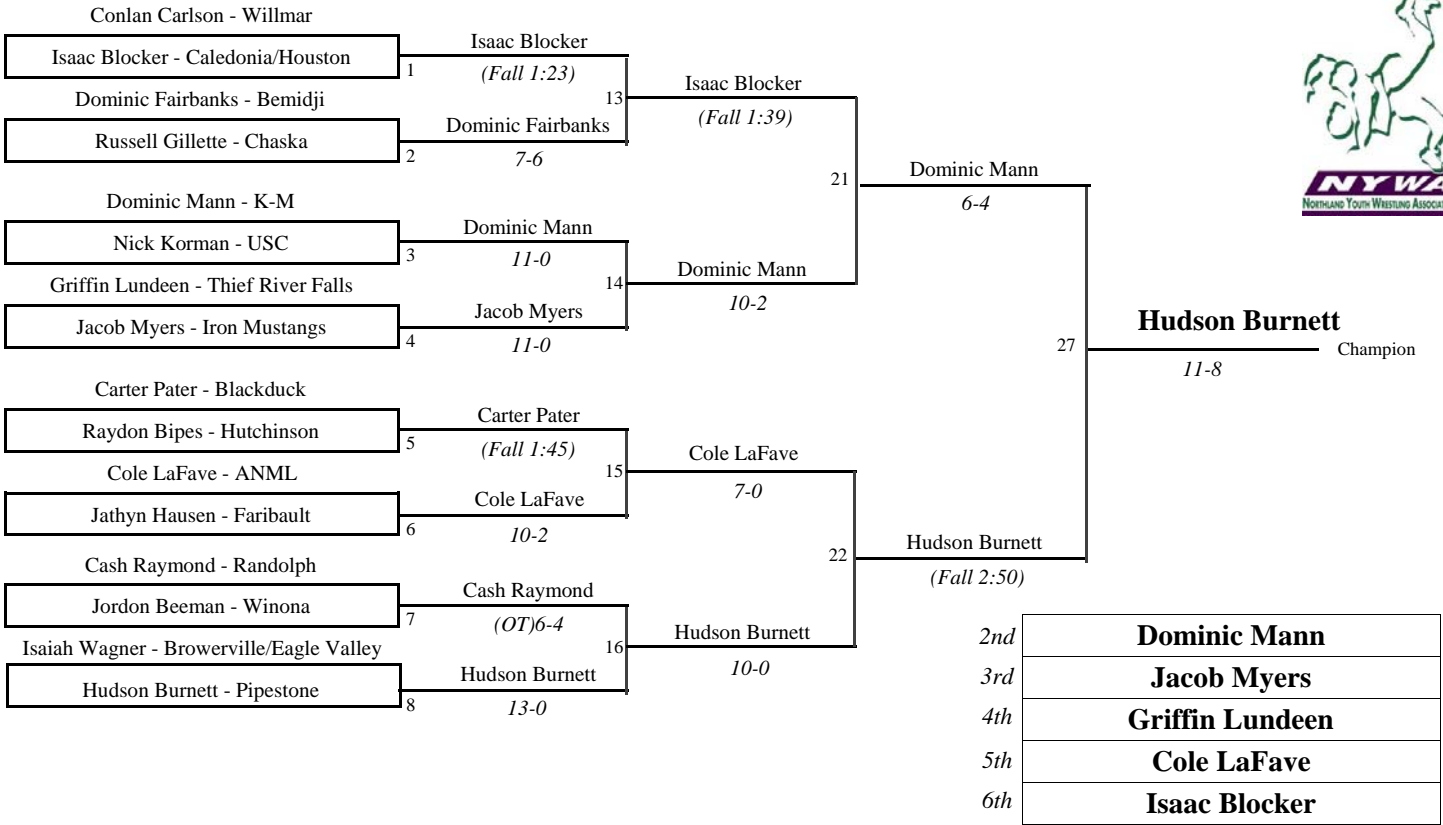 Conlan Carlson - Willmar
Isaac Blocker - Caledonia/Houston
1
Dominic Fairbanks - Bemidji
Russell Gillette - Chaska
2
Dominic Mann - K-M
Nick Korman - USC
3
Griffin Lundeen - Thief River Falls
Jacob Myers - Iron Mustangs
4
Carter Pater - Blackduck
Raydon Bipes - Hutchinson
5
Cole LaFave - ANML
Jathyn Hausen - Faribault
6
Cash Raymond - Randolph
Jordon Beeman - Winona
7
Isaiah Wagner - Browerville/Eagle Valley
Hudson Burnett - Pipestone
8
Isaac Blocker
(Fall 1:23)
13
Dominic Fairbanks
7-6
Dominic Mann
11-0
14
Jacob Myers
11-0
Carter Pater
(Fall 1:45)
15
Cole LaFave
10-2
Cash Raymond
(OT)6-4
16
Hudson Burnett
13-0
Isaac Blocker
(Fall 1:39)
21
Dominic Mann
10-2
Cole LaFave
7-0
22
Hudson Burnett
10-0
Dominic Mann
6-4
27
Hudson Burnett
(Fall 2:50)
Hudson Burnett
Champion
11-8
NYWA
NORTHLAND YOUTH WRESTLING
2nd Dominic Mann
3rd Jacob Myers
4th Griffin Lundeen
5th Cole LaFave
6th Isaac Blocker